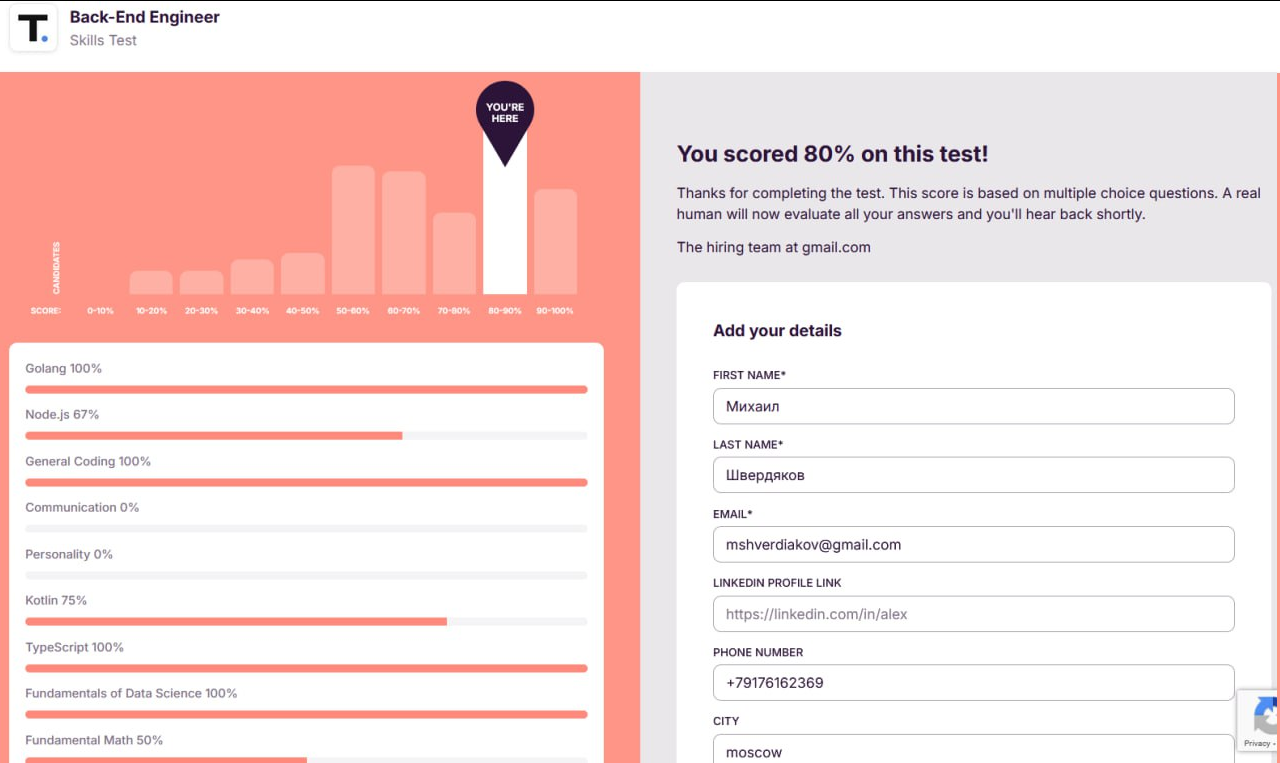 T.
Back-End Engineer
Skills Test
YOU'RE
HERE
CANDIDATES
SCORE: 0-10% 10-20% 20-30% 30-40% 40-50% 50-60% 60-70% 70-80% 80-90% 90-100%
Golang 100%
Node.js 67%
General Coding 100%
Communication 0%
Personality 0%
Kotlin 75%
TypeScript 100%
Fundamentals of Data Science 100%
Fundamental Math 50%
You scored 80% on this test!
Thanks for completing the test. This score is based on multiple choice questions. A real
human will now evaluate all your answers and you'll hear back shortly.
The hiring team at gmail.com
Add your details
FIRST NAME*
Михаил
LAST NAME*
Швердяков
EMAIL*
mshverdiakov@gmail.com
LINKEDIN PROFILE LINK
https://linkedin.com/in/alex
PHONE NUMBER
+79176162369
CITY
moscow
Privacy -